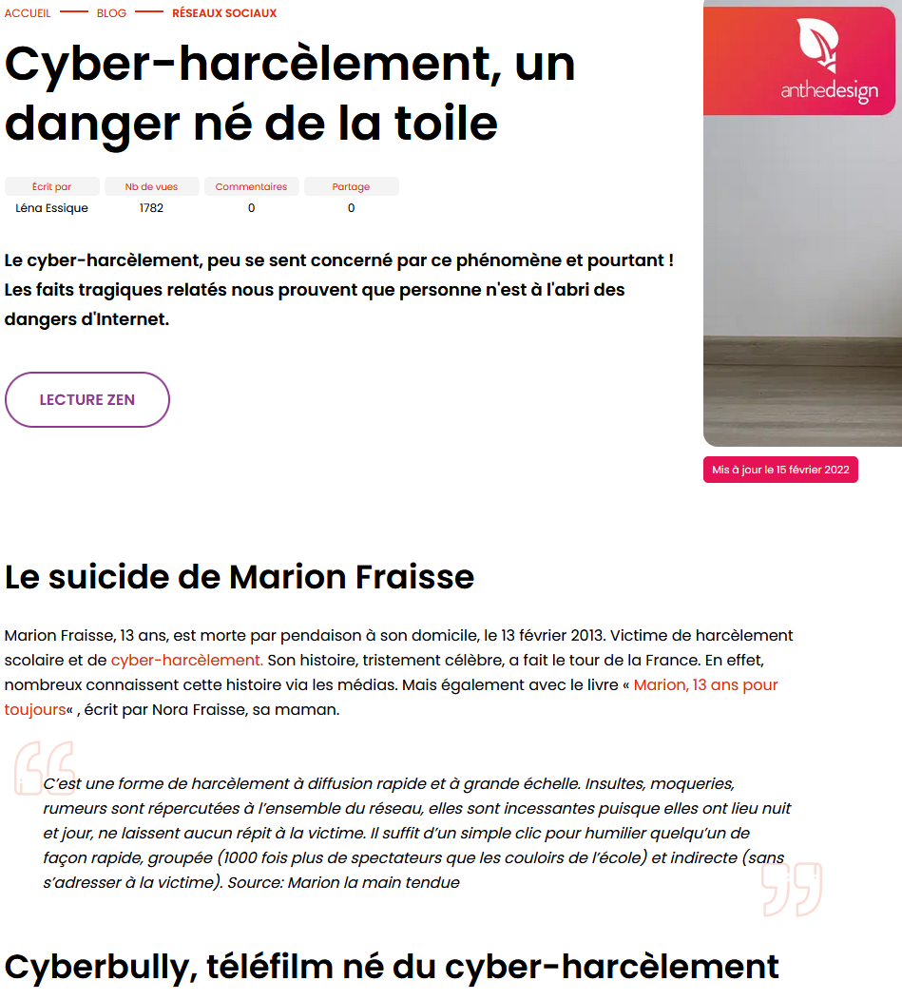 ACCUEIL BLOG RÉSEAUX SOCIAUX
anthedesign
Cyber-harcèlement, un
danger né de la toile
Écrit par Nb de vues Commentaires Partage
Léna Essique 1782 0 0
Le cyber-harcèlement, peu se sent concerné par ce phénomène et pourtant !
Les faits tragiques relatés nous prouvent que personne n'est à l'abri des
dangers d'Internet.
LECTURE ZEN
Mis à jour le 15 février 2022
Le suicide de Marion Fraisse
Marion Fraisse, 13 ans, est morte par pendaison à son domicile, le 13 février 2013. Victime de harcèlement
scolaire et de cyber-harcèlement. Son histoire, tristement célèbre, a fait le tour de la France. En effet,
nombreux connaissent cette histoire via les médias. Mais également avec le livre « Marion, 13 ans pour
toujours« , écrit par Nora Fraisse, sa maman.
C’est une forme de harcèlement à diffusion rapide et à grande échelle. Insultes, moqueries,
rumeurs sont répercutées à l’ensemble du réseau, elles sont incessantes puisque elles ont lieu nuit
et jour, ne laissent aucun répit à la victime. Il suffit d’un simple clic pour humilier quelqu’un de
façon rapide, groupée (1000 fois plus de spectateurs que les couloirs de l’école) et indirecte (sans
s’adresser à la victime). Source: Marion la main tendue
Cyberbully, téléfilm né du cyber-harcèlement